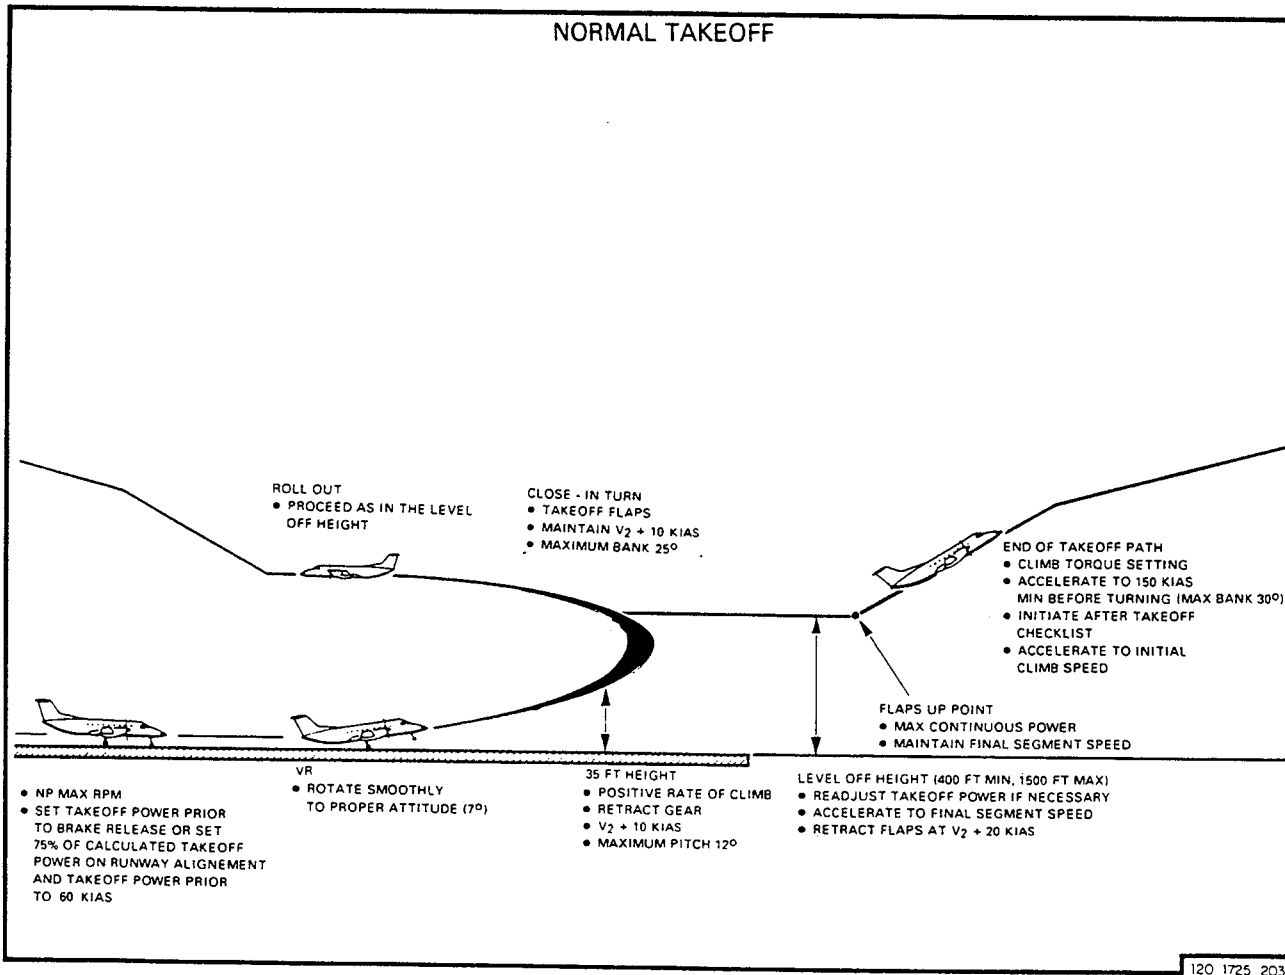 NORMAL TAKEOFF
ROLL OUT
• PROCEED AS IN THE LEVEL
OFF HEIGHT
CLOSE - IN TURN
• TAKEOFF FLAPS
• MAINTAIN V2 + 10 KIAS
• MAXIMUM BANK 25º
END OF TAKEOFF PATH
• CLIMB TORQUE SETTING
• ACCELERATE TO 150 KIAS
MIN BEFORE TURNING (MAX BANK 30º)
• INITIATE AFTER TAKEOFF
CHECKLIST
• ACCELERATE TO INITIAL
CLIMB SPEED
FLAPS UP POINT
• MAX CONTINUOUS POWER
• MAINTAIN FINAL SEGMENT SPEED
• NP MAX RPM
• SET TAKEOFF POWER PRIOR
TO BRAKE RELEASE OR SET
75% OF CALCULATED TAKEOFF
POWER ON RUNWAY ALIGNEMENT
AND TAKEOFF POWER PRIOR
TO 60 KIAS
VR
• ROTATE SMOOTHLY
TO PROPER ATTITUDE (7º)
35 FT HEIGHT
• POSITIVE RATE OF CLIMB
• RETRACT GEAR
• V2 + 10 KIAS
• MAXIMUM PITCH 12º
LEVEL OFF HEIGHT (400 FT MIN, 1500 FT MAX)
• READJUST TAKEOFF POWER IF NECESSARY
• ACCELERATE TO FINAL SEGMENT SPEED
• RETRACT FLAPS AT V2 + 20 KIAS
120 1725 203